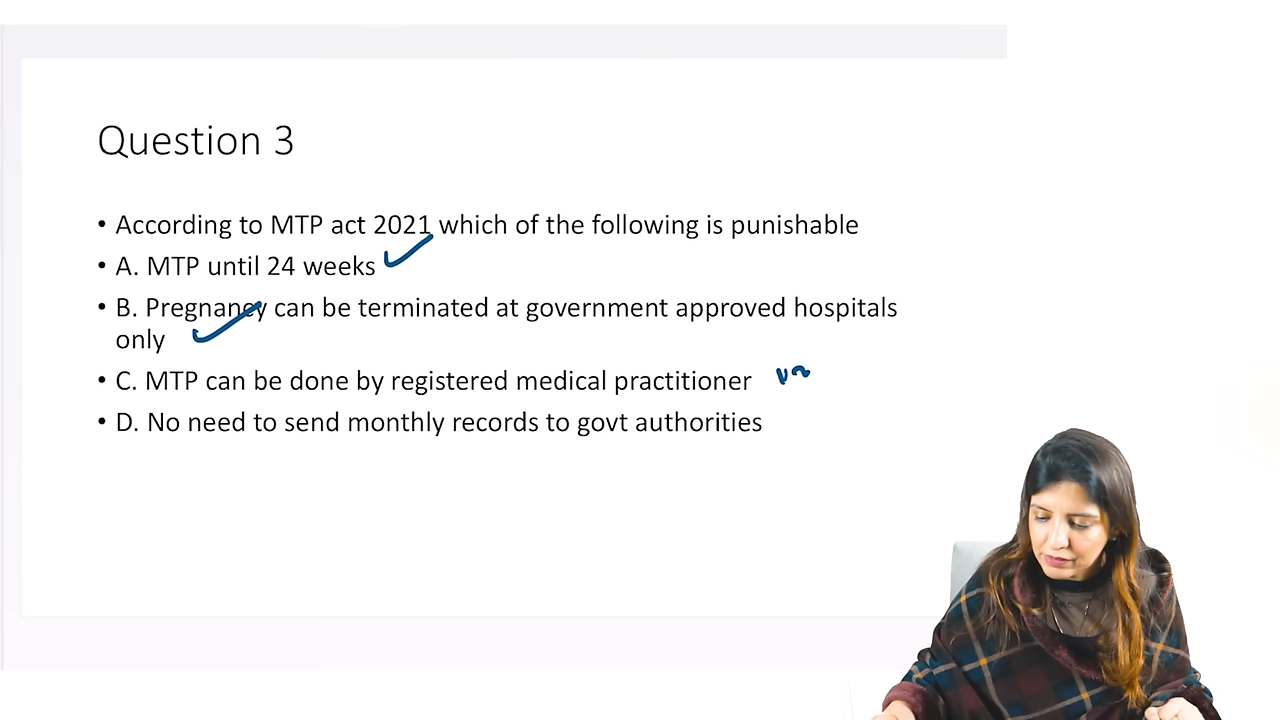 Question 3
• According to MTP act 2021 which of the following is punishable
• A. MTP until 24 weeks
• B. Pregnancy can be terminated at government approved hospitals
only
• C. MTP can be done by registered medical practitioner
• D. No need to send monthly records to govt authorities